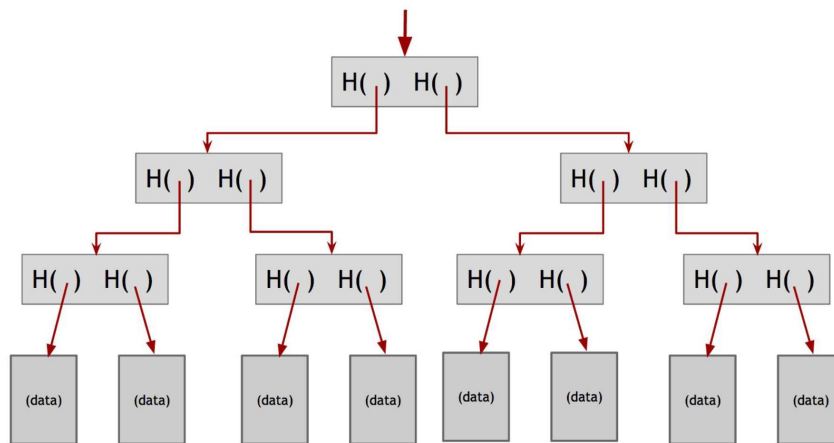 H( ) H( )
H( ) H( ) H( ) H( )
H( ) H( ) H( ) H( ) H( ) H( ) H( ) H( )
(data) (data) (data) (data) (data) (data) (data) (data)